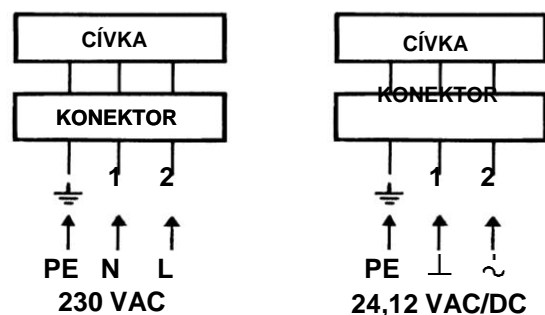 CÍVKA
KONEKTOR
1 2
PE N L
230 VAC
CÍVKA
KONEKTOR
1 2
PE ⊥ ~
24,12 VAC/DC